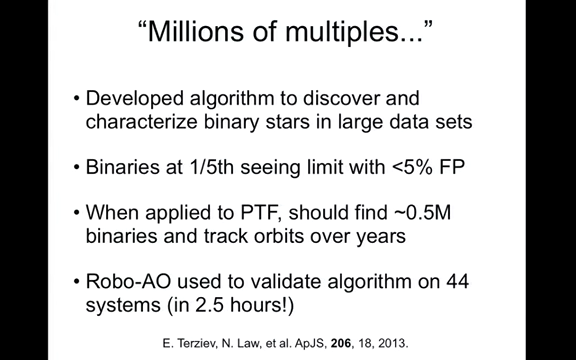 “Millions of multiples...”
• Developed algorithm to discover and
characterize binary stars in large data sets
• Binaries at 1/5th seeing limit with <5% FP
• When applied to PTF, should find ~0.5M
binaries and track orbits over years
• Robo-AO used to validate algorithm on 44
systems (in 2.5 hours!)
E. Terziev, N. Law, et al. ApJS, 206, 18, 2013.